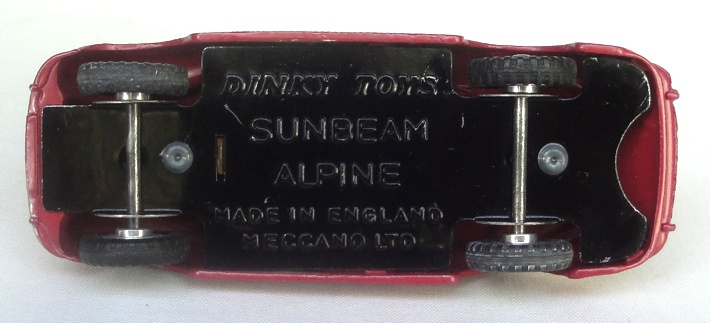 DINKY TOYS
SUNBEAM
ALPINE
MADE IN ENGLAND
MECCANO LTD